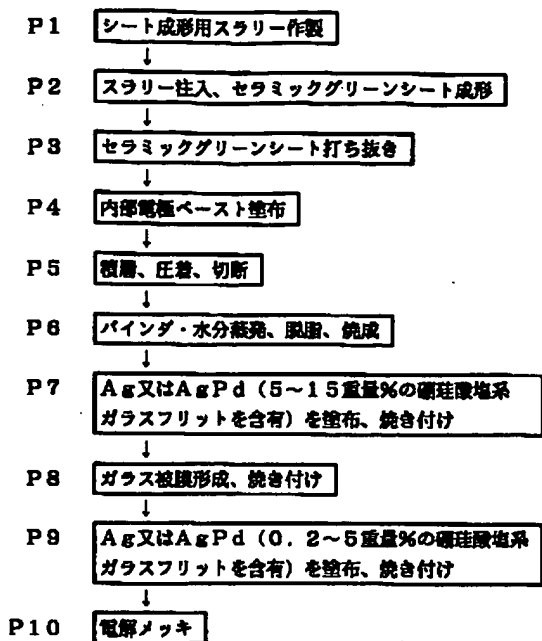 P1 シート成形用スラリー作製
↓
P2 スラリー注入、セラミックグリーンシート成形
↓
P3 セラミックグリーンシート打ち抜き
↓
P4 内部電極ペースト塗布
↓
P5 積層、圧着、切断
↓
P6 バインダ・水分蒸発、脱脂、焼成
↓
P7 Ag又はAgPd(5~15重量%の硼珪酸塩系
ガラスフリットを含有)を塗布、焼き付け
↓
P8 ガラス被膜形成、焼き付け
↓
P9 Ag又はAgPd(0.2~5重量%の硼珪酸塩系
ガラスフリットを含有)を塗布、焼き付け
↓
P10 電解メッキ